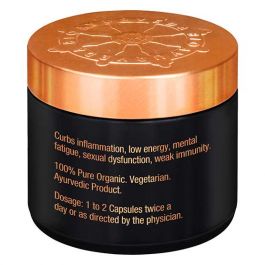 Curbs inflammation, low energy, mental
fatigue, sexual dysfunction, weak immunity.
100% Pure Organic. Vegetarian.
Ayurvedic Product.
Dosage: 1 to 2 Capsules twice a
day or as directed by the physician.